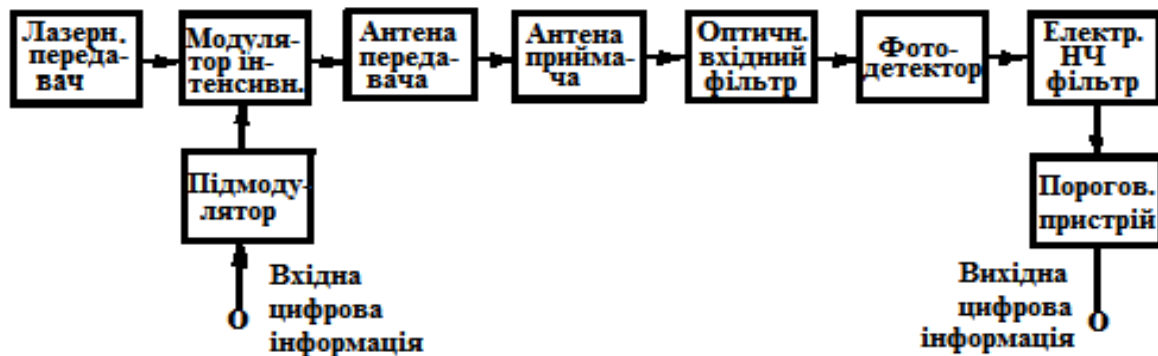 Лазерн.
переда-
вач
Модуля-
тор ін-
тенсивн.
Антена
переда-
вача
Антена
прийма-
ча
Оптичн.
вхідний
фільтр
Фото-
детектор
Електр.
НЧ
фільтр
Підмоду-
лятор
Порогов.
пристрій
Вхідна
цифрова
інформація
Вихідна
цифрова
інформація